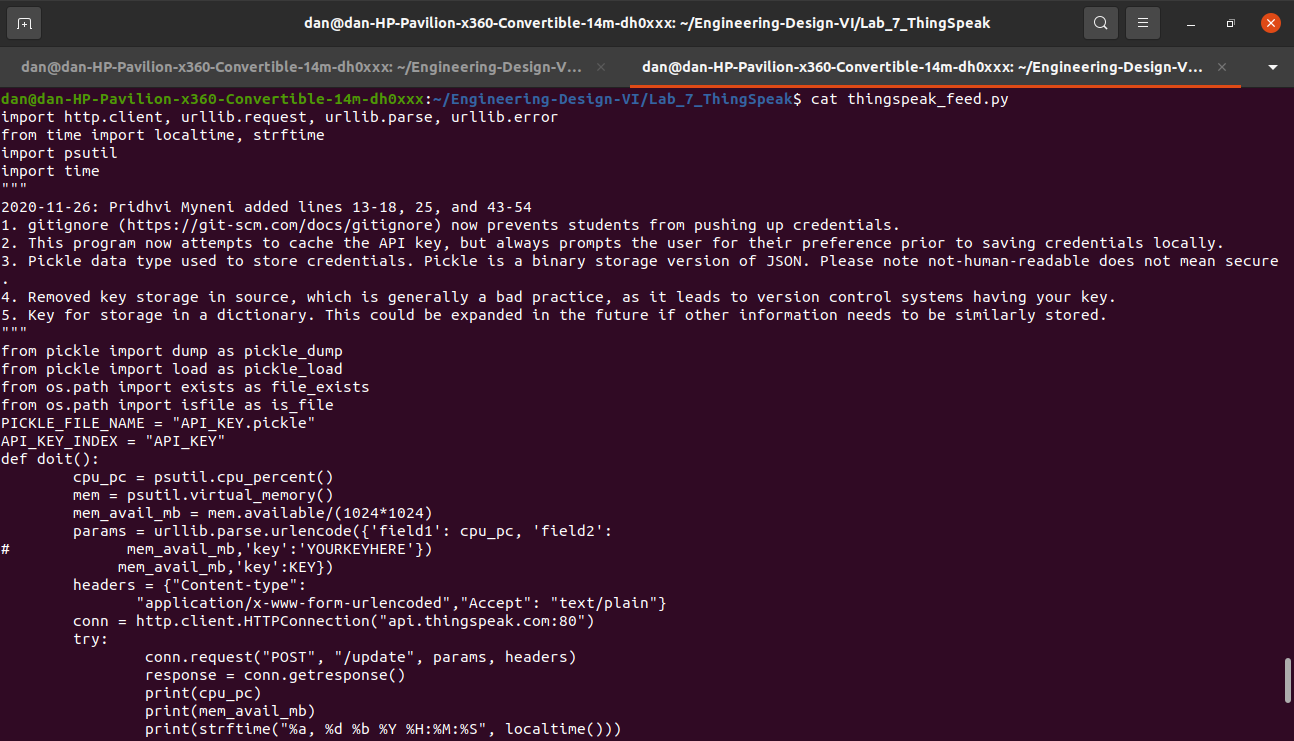 dan@dan-HP-Pavilion-x360-Convertible-14m-dh0xxx: ~/Engineering-Design-VI/Lab_7_ThingSpeak
dan@dan-HP-Pavilion-x360-Convertible-14m-dh0xxx: ~/Engineering-Design-V...
dan@dan-HP-Pavilion-x360-Convertible-14m-dh0xxx: ~/Engineering-Design-V...
dan@dan-HP-Pavilion-x360-Convertible-14m-dh0xxx:~/Engineering-Design-VI/Lab_7_ThingSpeak$ cat thingspeak_feed.py
import http.client, urllib.request, urllib.parse, urllib.error
from time import localtime, strftime
import psutil
import time
"""
2020-11-26: Pridhvi Myneni added lines 13-18, 25, and 43-54
1. gitignore (https://git-scm.com/docs/gitignore) now prevents students from pushing up credentials.
2. This program now attempts to cache the API key, but always prompts the user for their preference prior to saving credentials locally.
3. Pickle data type used to store credentials. Pickle is a binary storage version of JSON. Please note not-human-readable does not mean secure
.
4. Removed key storage in source, which is generally a bad practice, as it leads to version control systems having your key.
5. Key for storage in a dictionary. This could be expanded in the future if other information needs to be similarly stored.
"""
from pickle import dump as pickle_dump
from pickle import load as pickle_load
from os.path import exists as file_exists
from os.path import isfile as is_file
PICKLE_FILE_NAME = "API_KEY.pickle"
API_KEY_INDEX = "API_KEY"
def doit():
        cpu_pc = psutil.cpu_percent()
        mem = psutil.virtual_memory()
        mem_avail_mb = mem.available/(1024*1024)
        params = urllib.parse.urlencode({'field1': cpu_pc, 'field2':
#             mem_avail_mb,'key':'YOURKEYHERE'})
             mem_avail_mb,'key':KEY})
        headers = {"Content-type":
               "application/x-www-form-urlencoded","Accept": "text/plain"}
        conn = http.client.HTTPConnection("api.thingspeak.com:80")
        try:
                conn.request("POST", "/update", params, headers)
                response = conn.getresponse()
                print(cpu_pc)
                print(mem_avail_mb)
                print(strftime("%a, %d %b %Y %H:%M:%S", localtime()))